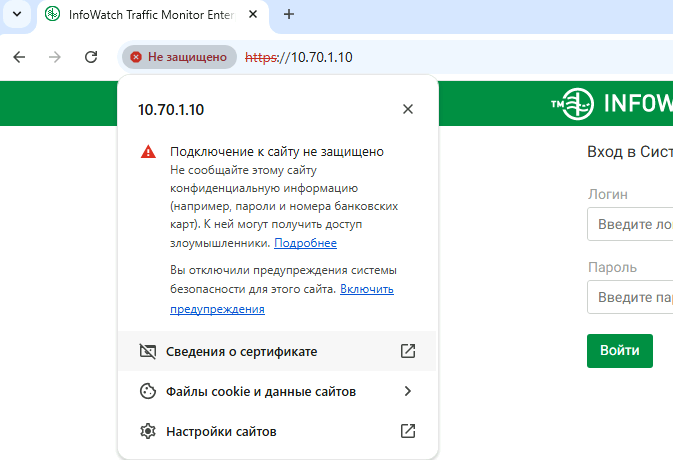 InfoWatch Traffic Monitor Enter
Не защищено https://10.70.1.10
10.70.1.10
™ INFOW
Подключение к сайту не защищено
Не сообщайте этому сайту
конфиденциальную информацию
(например, пароли и номера банковских
карт). К ней могут получить доступ
злоумышленники. Подробнее
Вы отключили предупреждения системы
безопасности для этого сайта. Включить
предупреждения
Сведения о сертификате
Файлы cookie и данные сайтов
Настройки сайтов
Вход в Сист
Логин
Введите ло
Пароль
Введите па
Войти